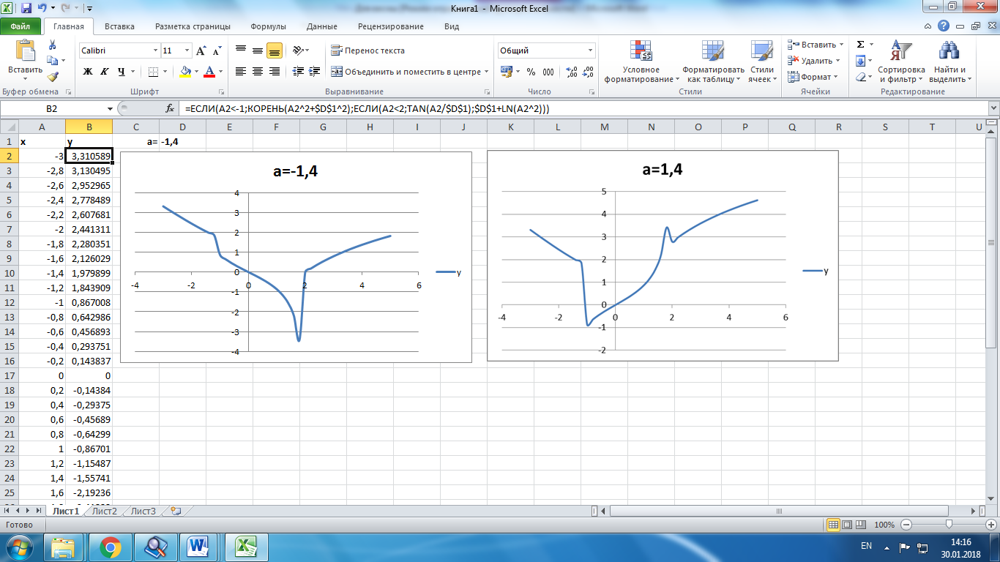 Книга1 - Microsoft Excel
Файл Главная Вставка Разметка страницы Формулы Данные Рецензирование Вид
Вставить
Calibri 11
Ж К Ч
Перенос текста
Объединить и поместить в центре
Общий
% 000
Условное форматирование
Форматировать как таблицу
Стили ячеек
Вставить
Удалить
Формат
Σ
Сортировка и фильтр
Найти и выделить
Буфер обмена Шрифт Выравнивание Число Стили Ячейки Редактирование
B2 fx =ЕСЛИ(A2<-1;КОРЕНЬ(A2^2+$D$1^2);ЕСЛИ(A2<2;TAN(A2/$D$1);$D$1+LN(A2^2)))
A B C D E F G H I J K L M N O P Q R S T U
1 x y a= -1,4
2 -3 3,310589
3 -2,8 3,130495
4 -2,6 2,952965
5 -2,4 2,778489
6 -2,2 2,607681
7 -2 2,441311
8 -1,8 2,280351
9 -1,6 2,126029
10 -1,4 1,979899
11 -1,2 1,843909
12 -1 0,867008
13 -0,8 0,642986
14 -0,6 0,456893
15 -0,4 0,293751
16 -0,2 0,143837
17 0 0
18 0,2 -0,14384
19 0,4 -0,29375
20 0,6 -0,45689
21 0,8 -0,64299
22 1 -0,86701
23 1,2 -1,15487
24 1,4 -1,55741
25 1,6 -2,19236
a=-1,4
4
3
2
1
0
-1
-2
-3
-4
-4 -2 0 2 4 6
y
a=1,4
5
4
3
2
1
0
-1
-2
-4 -2 0 2 4 6
y
Лист1 Лист2 Лист3
Готово
100%
EN
14:16
30.01.2018